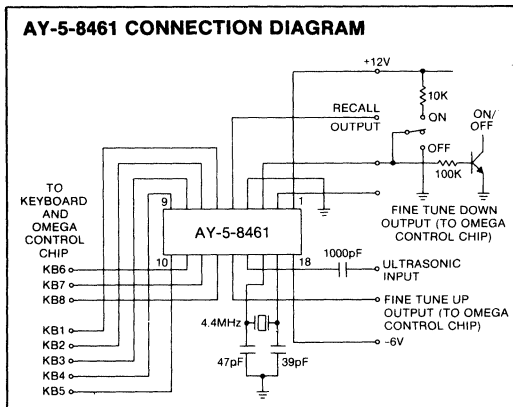 AY-5-8461 CONNECTION DIAGRAM
+12V
10K
RECALL
OUTPUT
ON
OFF
ON/
OFF
100K
TO
KEYBOARD
AND
OMEGA
CONTROL
CHIP
9
1
AY-5-8461
10
18
FINE TUNE DOWN
OUTPUT (TO OMEGA
CONTROL CHIP)
1000pF
ULTRASONIC
INPUT
KB6
KB7
KB8
FINE TUNE UP
OUTPUT (TO OMEGA
CONTROL CHIP)
KB1
KB2
KB3
KB4
KB5
4.4MHz
-6V
47pF
39pF